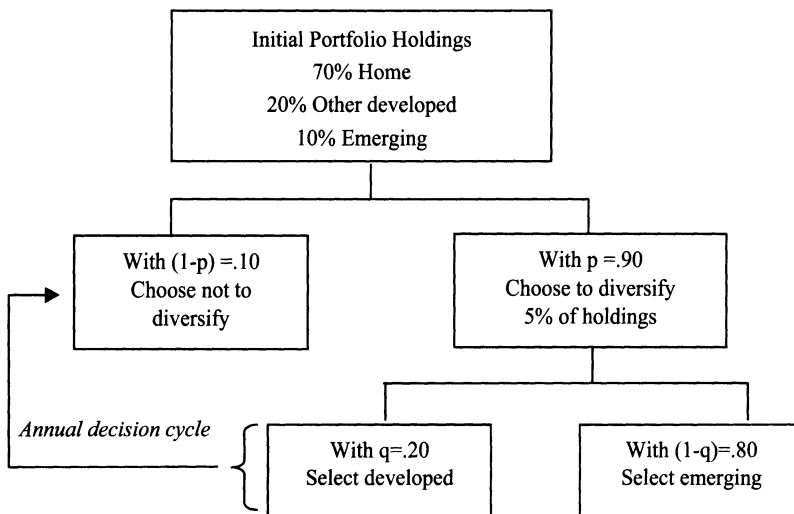 Initial Portfolio Holdings
70% Home
20% Other developed
10% Emerging
With (1-p) =.10
Choose not to
diversify
With p =.90
Choose to diversify
5% of holdings
Annual decision cycle
With q=.20
Select developed
With (1-q)=.80
Select emerging